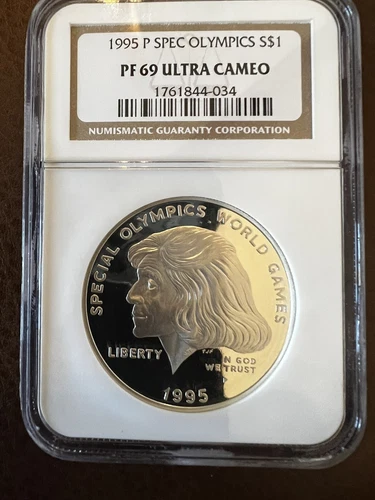 1995 P SPEC OLYMPICS S$1
PF 69 ULTRA CAMEO
1761844-034
NUMISMATIC GUARANTY CORPORATION
SPECIAL OLYMPICS WORLD GAMES
LIBERTY
IN GOD
WE TRUST
P
1995